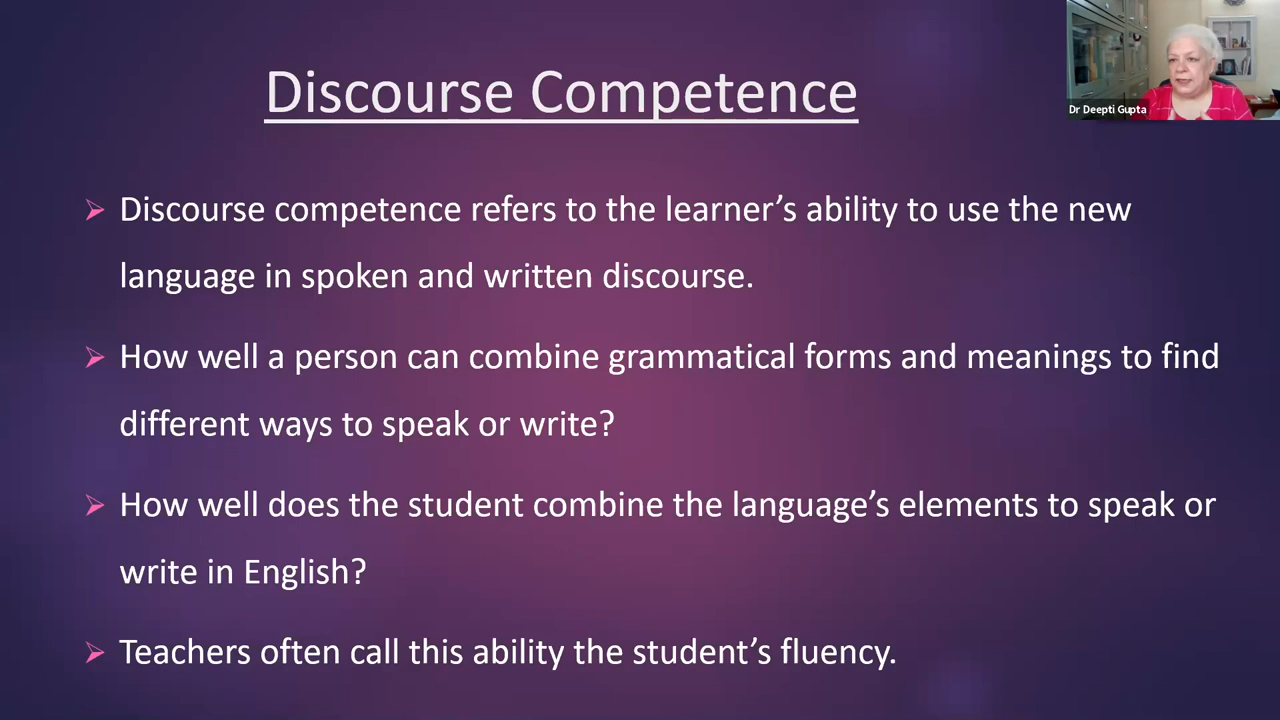 Discourse Competence
Dr Deepti Gupta
Discourse competence refers to the learner’s ability to use the new
language in spoken and written discourse.
How well a person can combine grammatical forms and meanings to find
different ways to speak or write?
How well does the student combine the language’s elements to speak or
write in English?
Teachers often call this ability the student’s fluency.